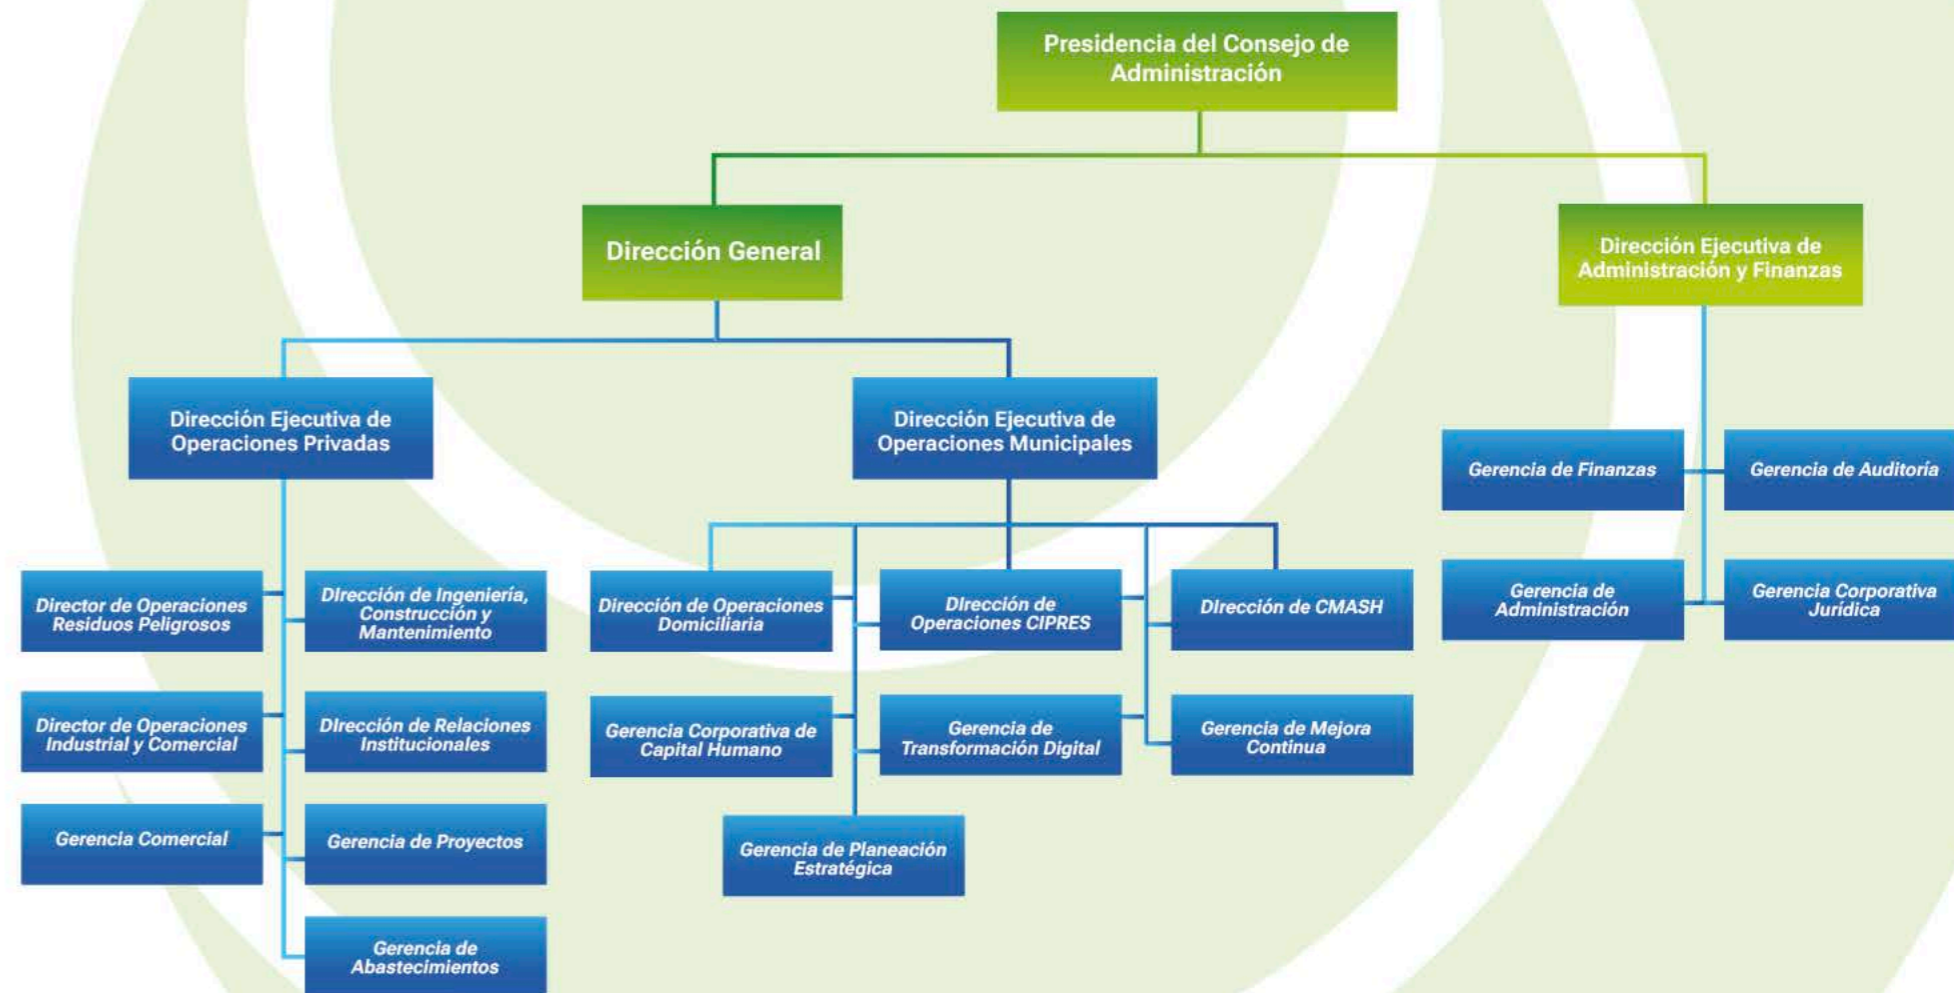 Presidencia del Consejo de
Administración
Dirección General
Dirección Ejecutiva de
Administración y Finanzas
Dirección Ejecutiva de
Operaciones Privadas
Dirección Ejecutiva de
Operaciones Municipales
Gerencia de Finanzas
Gerencia de Auditoría
Gerencia de
Administración
Gerencia Corporativa
Jurídica
Director de Operaciones
Residuos Peligrosos
DIrección de Ingeniería,
Construcción y
Mantenimiento
Director de Operaciones
Industrial y Comercial
DIrección de Relaciones
Institucionales
Gerencia Comercial
Gerencia de Proyectos
Gerencia de
Abastecimientos
Dirección de Operaciones
Domiciliaria
DIrección de
Operaciones CIPRES
DIrección de CMASH
Gerencia Corporativa de
Capital Humano
Gerencia de
Transformación Digital
Gerencia de Mejora
Continua
Gerencia de Planeación
Estratégica